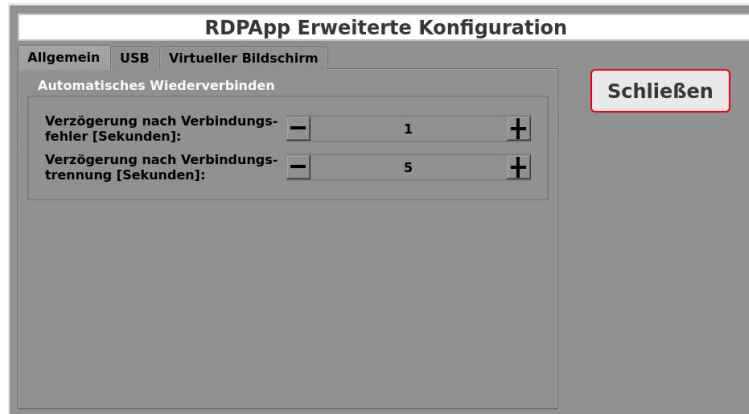 RDPApp Erweiterte Konfiguration
Allgemein USB Virtueller Bildschirm
Automatisches Wiederverbinden
Schließen
Verzögerung nach Verbindungs-
fehler [Sekunden]:
− 1 +
Verzögerung nach Verbindungs-
trennung [Sekunden]:
− 5 +